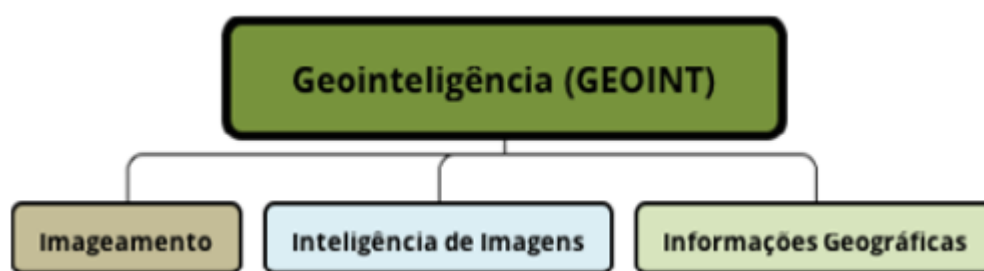 Geointeligência (GEOINT)
Imageamento
Inteligência de Imagens
Informações Geográficas